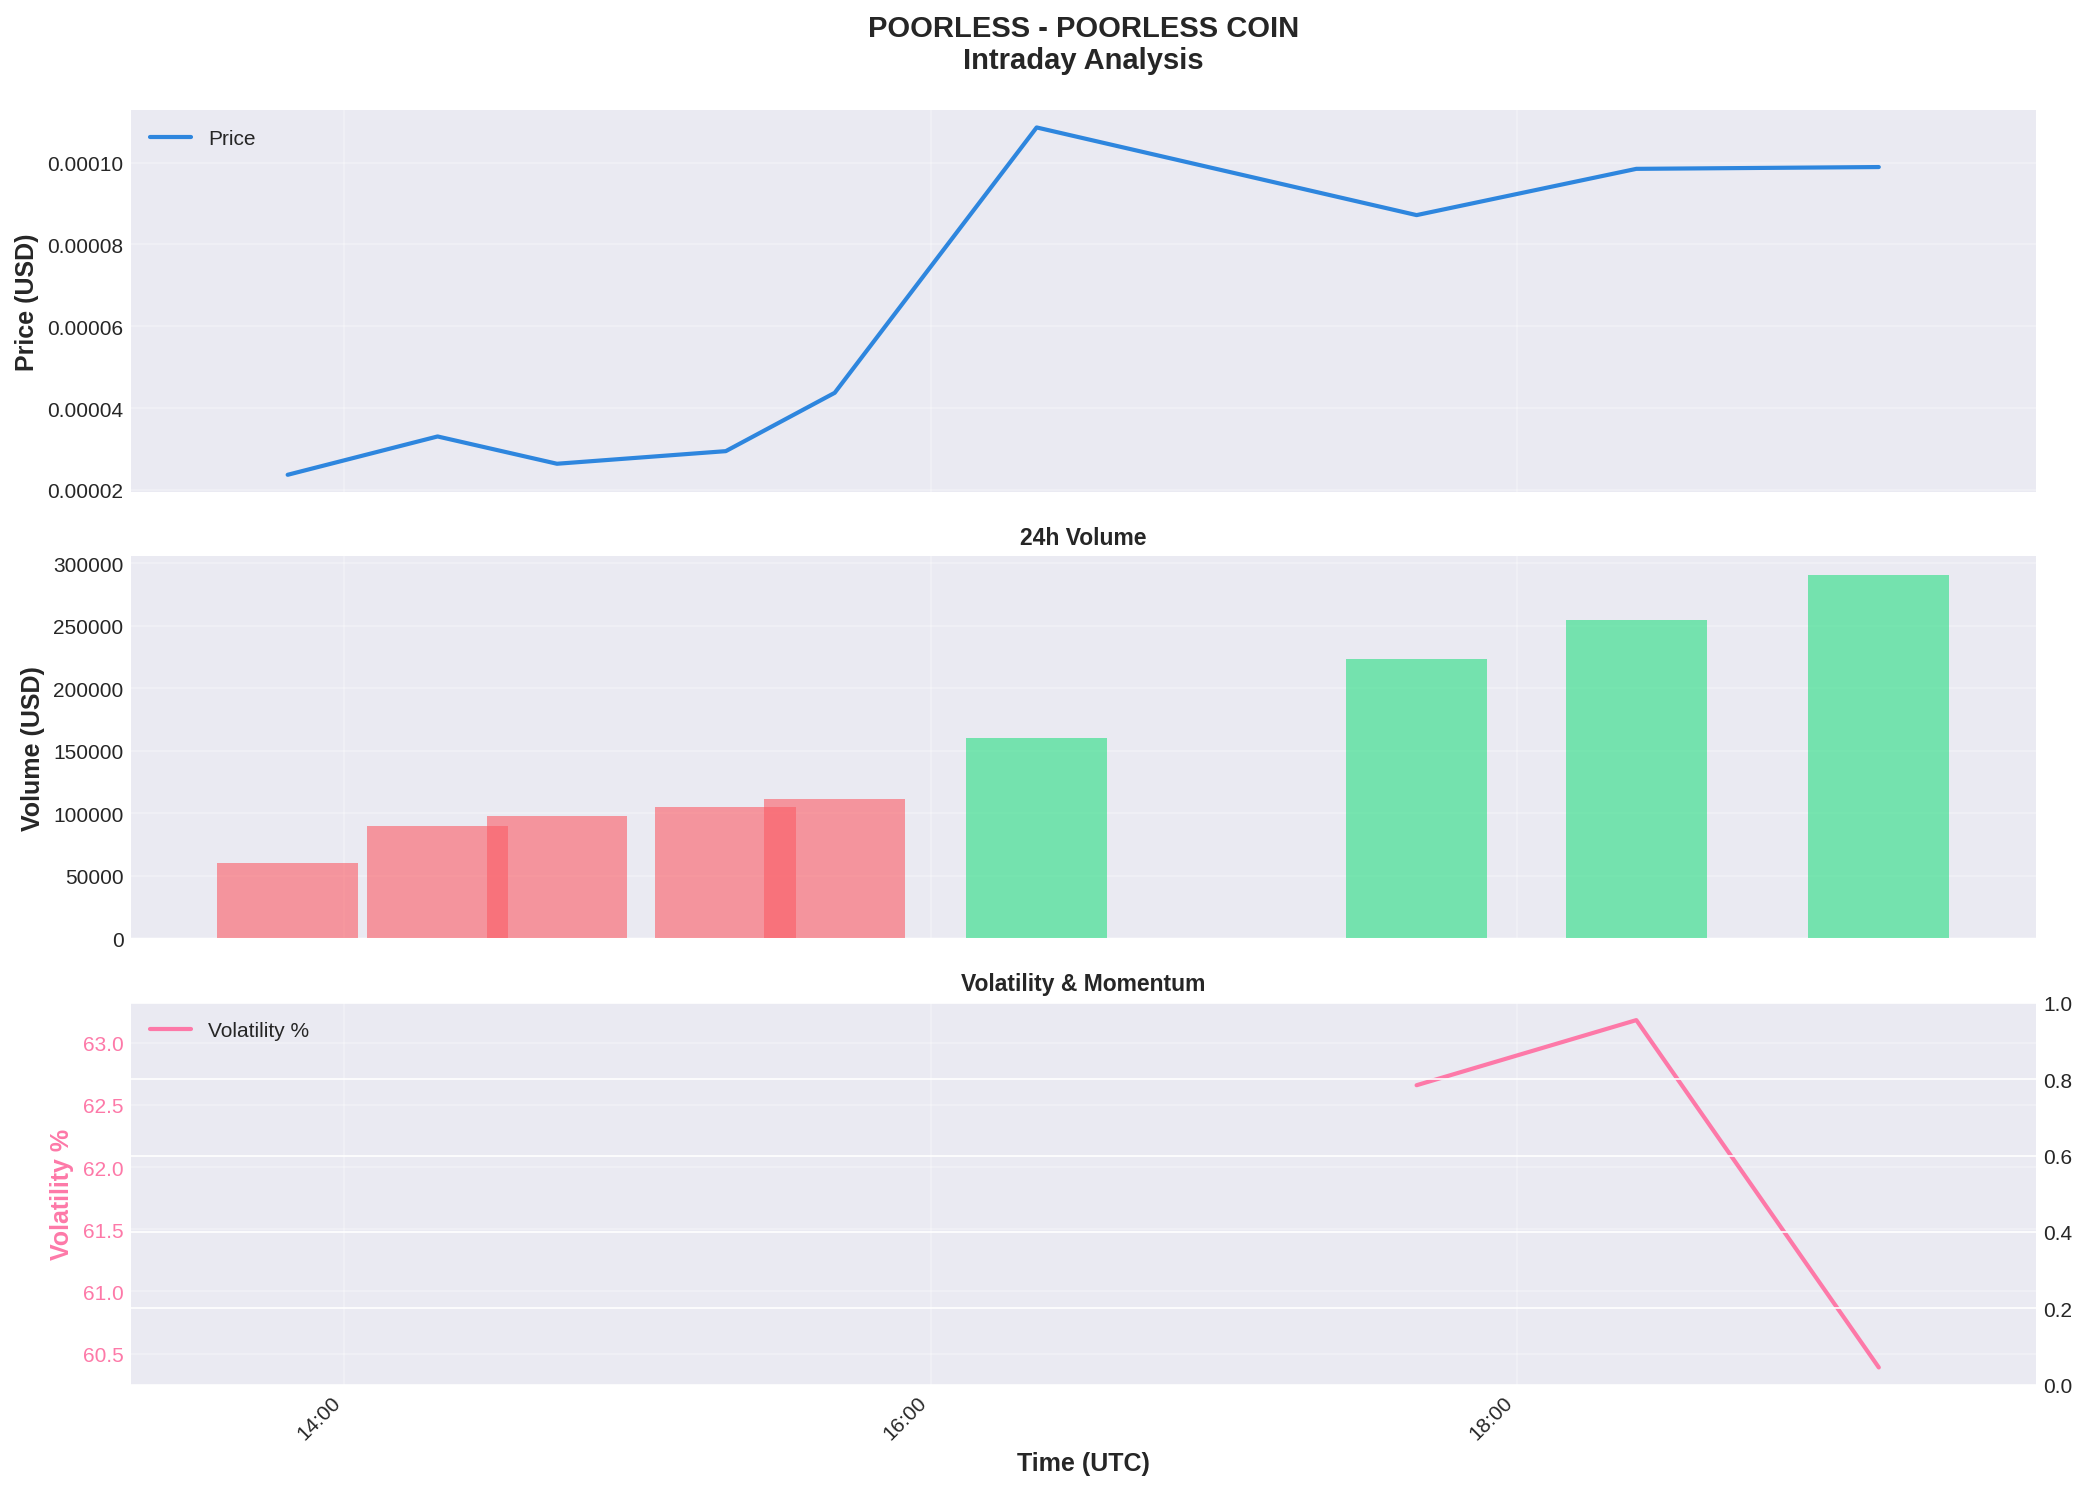 POORLESS - POORLESS COIN
Intraday Analysis
Price
Price (USD)
0.00010
0.00008
0.00006
0.00004
0.00002
24h Volume
Volume (USD)
300000
250000
200000
150000
100000
50000
0
Volatility & Momentum
Volatility %
Volatility %
63.0
62.5
62.0
61.5
61.0
60.5
1.0
0.8
0.6
0.4
0.2
0.0
14:00
16:00
18:00
Time (UTC)